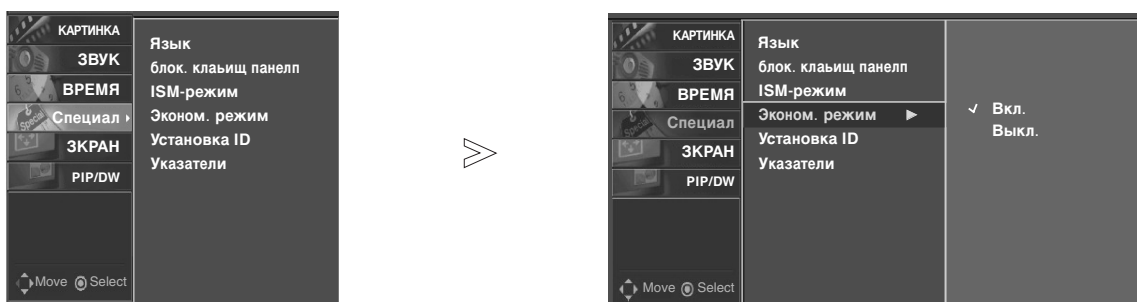 КАРТИНКА
ЗВУК
ВРЕМЯ
Специал
ЗКРАН
PIP/DW
Язык
блок. клаьищ панелп
ISM-режим
Эконом. режим
Установка ID
Указатели
Move Select
КАРТИНКА
ЗВУК
ВРЕМЯ
Специал
ЗКРАН
PIP/DW
Язык
блок. клаьищ панелп
ISM-режим
Эконом. режим
Установка ID
Указатели
Вкл.
Выкл.
Move Select